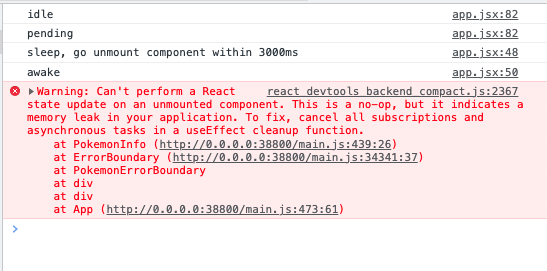 idle app.jsx:82
pending app.jsx:82
sleep, go unmount component within 3000ms app.jsx:48
awake app.jsx:50
Warning: Can't perform a React react devtools backend compact.js:2367
state update on an unmounted component. This is a no-op, but it indicates a
memory leak in your application. To fix, cancel all subscriptions and
asynchronous tasks in a useEffect cleanup function.
at PokemonInfo (http://0.0.0.0:38800/main.js:439:26)
at ErrorBoundary (http://0.0.0.0:38800/main.js:34341:37)
at PokemonErrorBoundary
at div
at div
at App (http://0.0.0.0:38800/main.js:473:61)